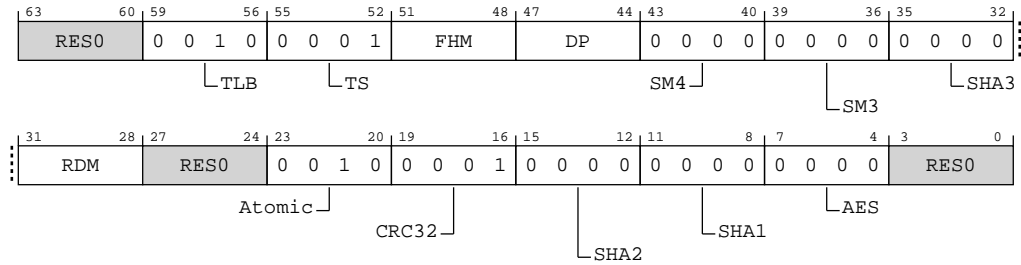 63 60 59 56 55 52 51 48 47 44 43 40 39 36 35 32
RES0 0 0 1 0 0 0 0 1 FHM DP 0 0 0 0 0 0 0 0 0 0 0 0
TLB TS SM4 SHA3
SM3
31 28 27 24 23 20 19 16 15 12 11 8 7 4 3 0
RDM RES0 0 0 1 0 0 0 0 1 0 0 0 0 0 0 0 0 0 0 0 0 RES0
Atomic AES
CRC32 SHA1
SHA2